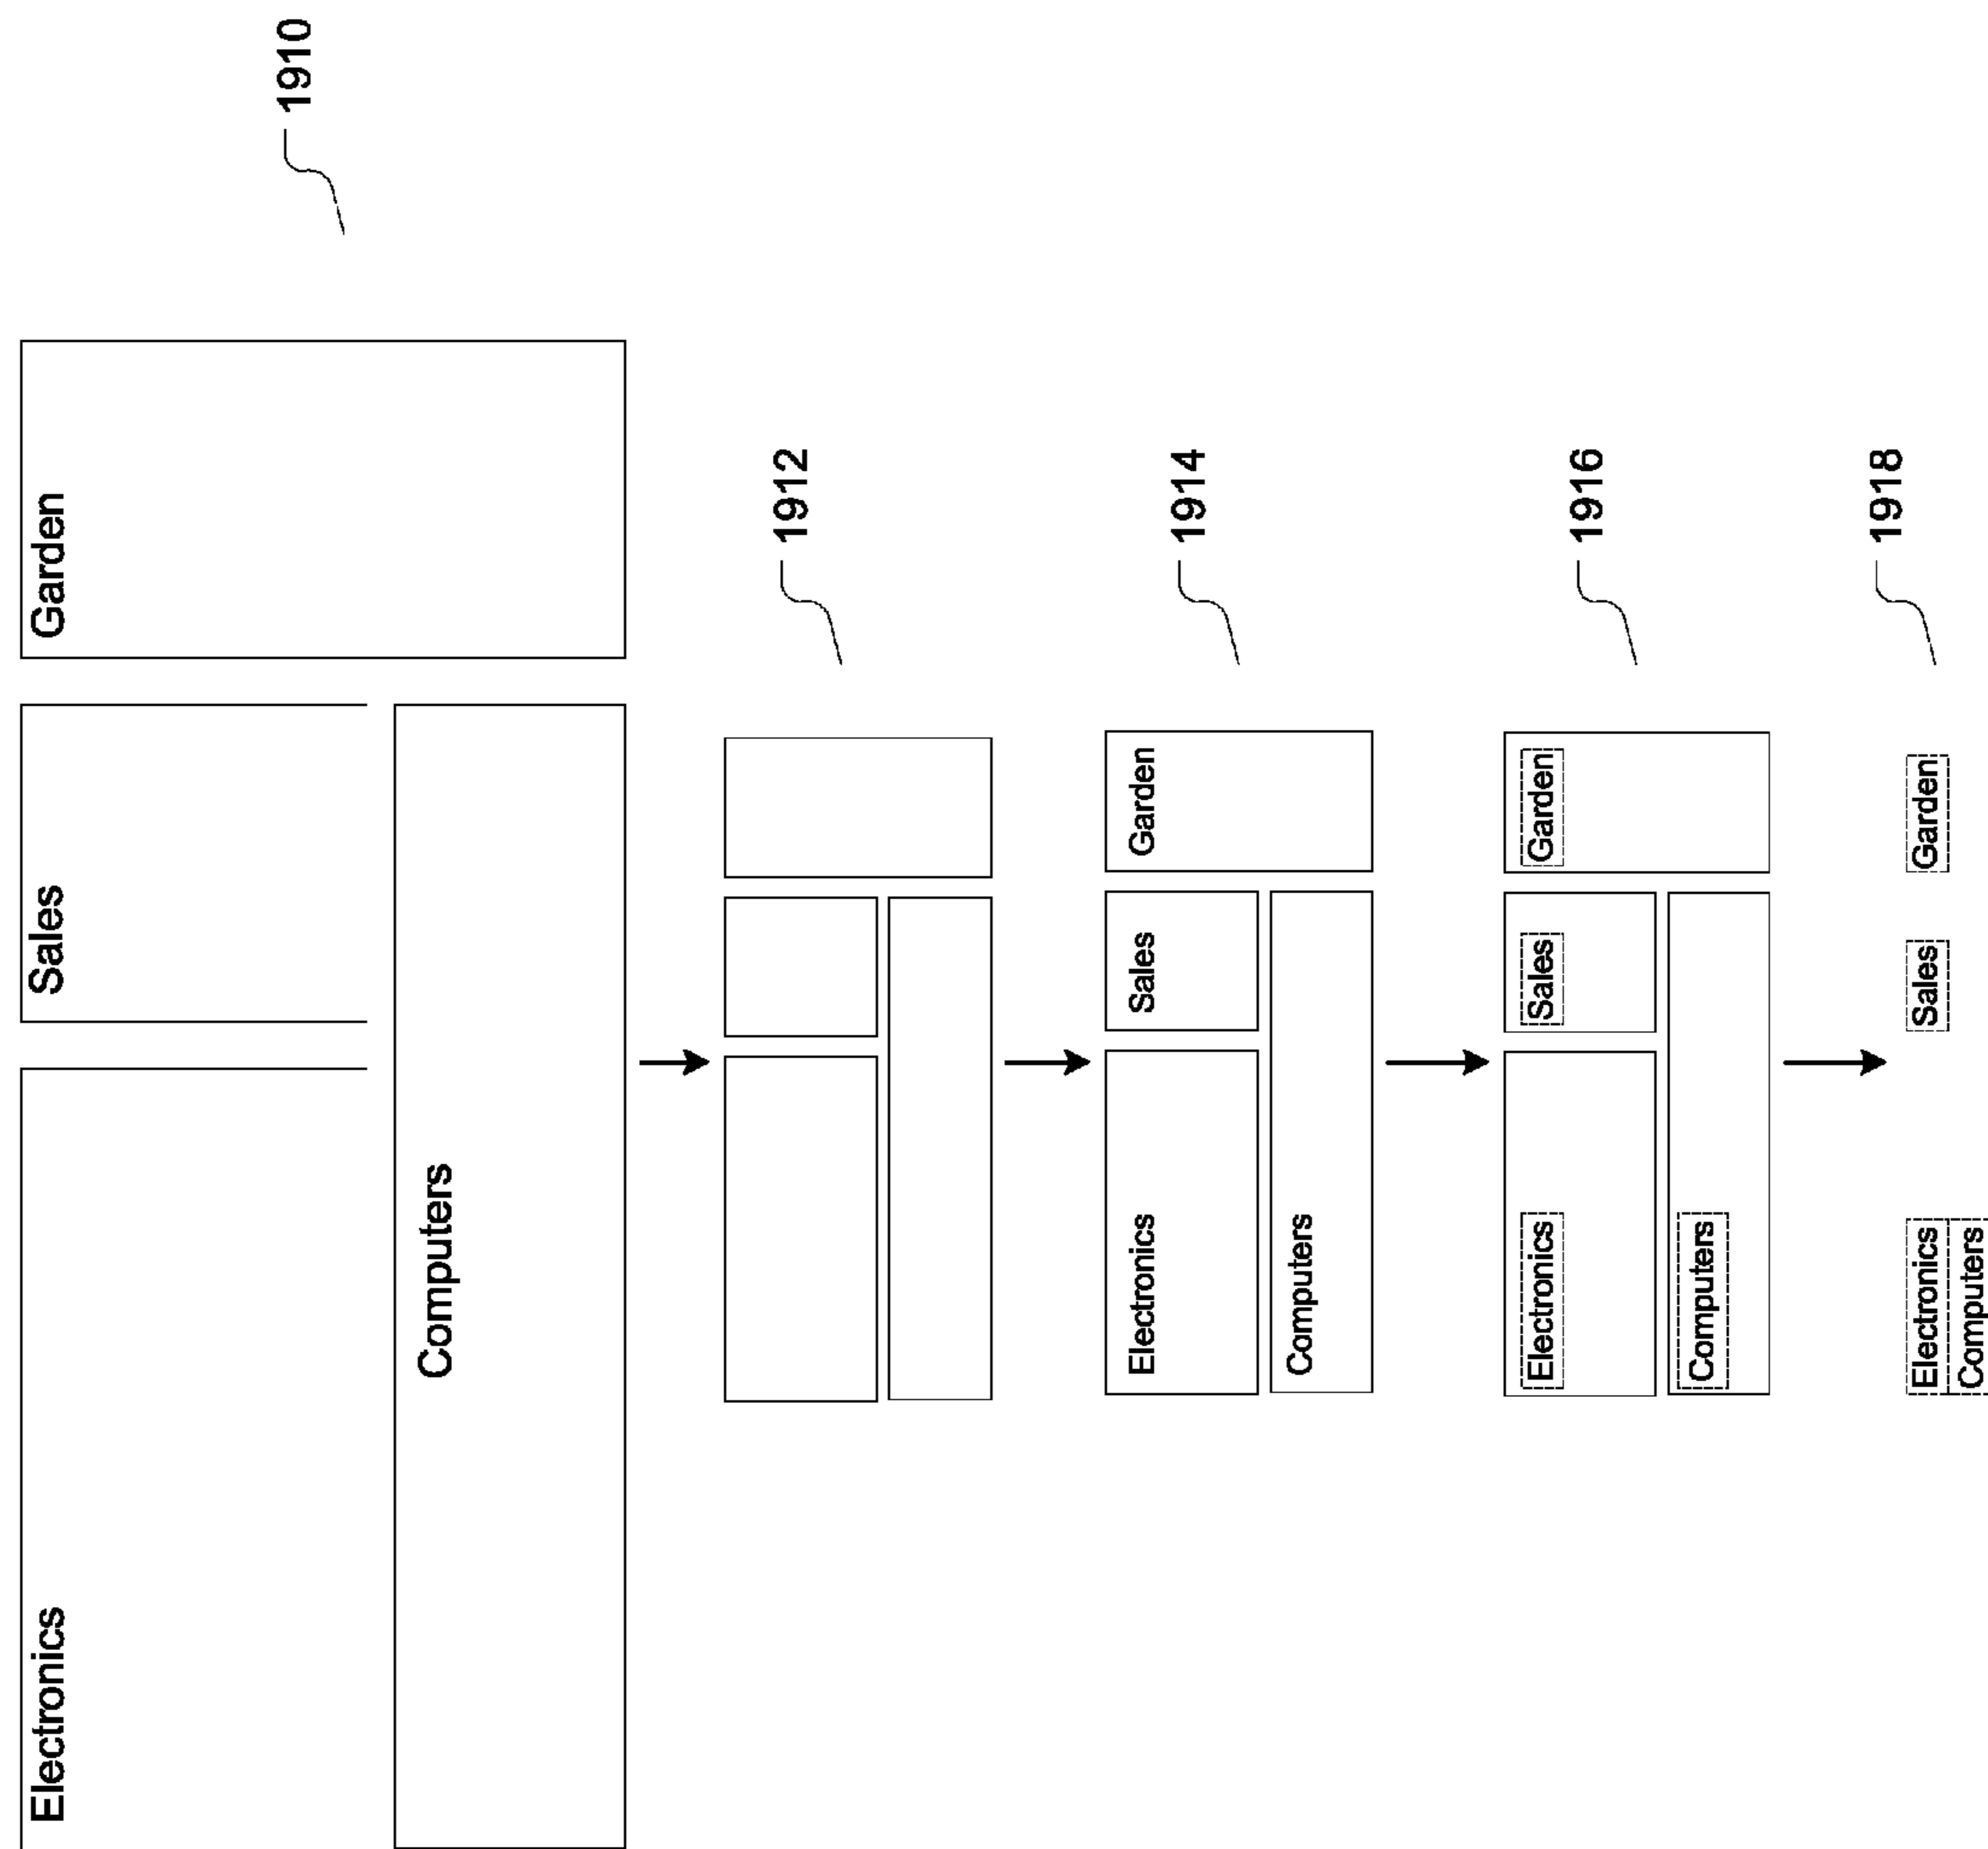 1910
Electronics Sales Garden
Computers
1912
1914
Electronics Sales Garden
Computers
1916
Electronics Sales Garden
Computers
1918
Electronics Sales Garden
Computers